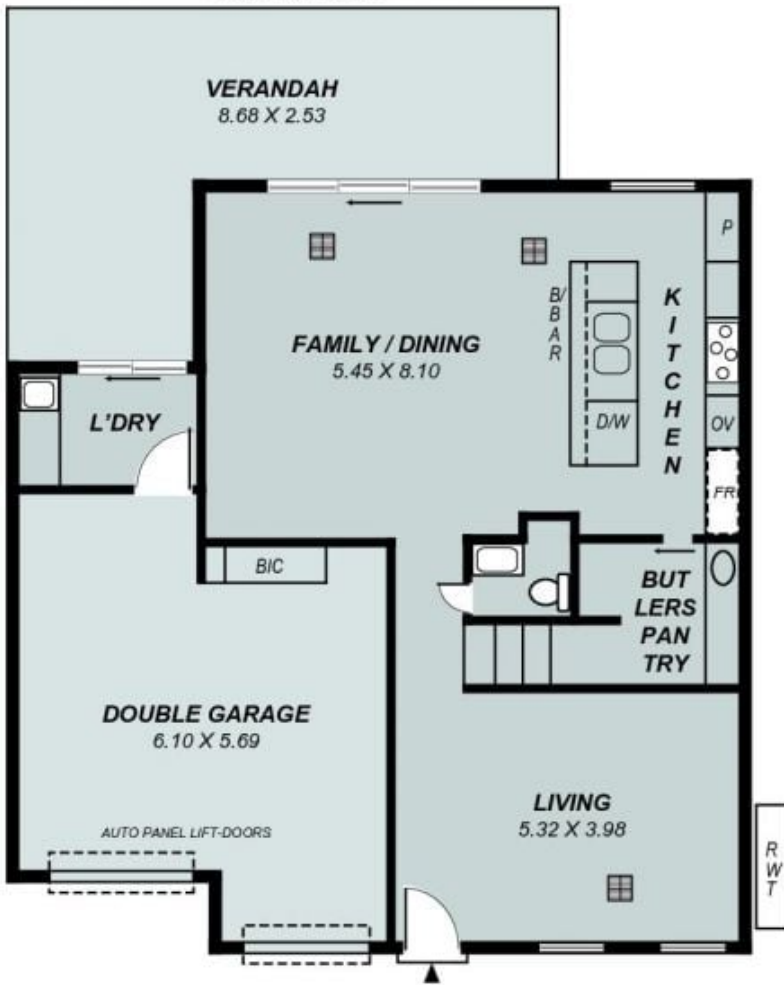 VERANDAH
8.68 X 2.53
P
B/
B
A
R
K
I
T
C
H
E
N
FAMILY / DINING
5.45 X 8.10
L'DRY
D/W
OV
FR
BIC
BUT
LERS
PAN
TRY
DOUBLE GARAGE
6.10 X 5.69
LIVING
5.32 X 3.98
AUTO PANEL LIFT-DOORS
R
W
T